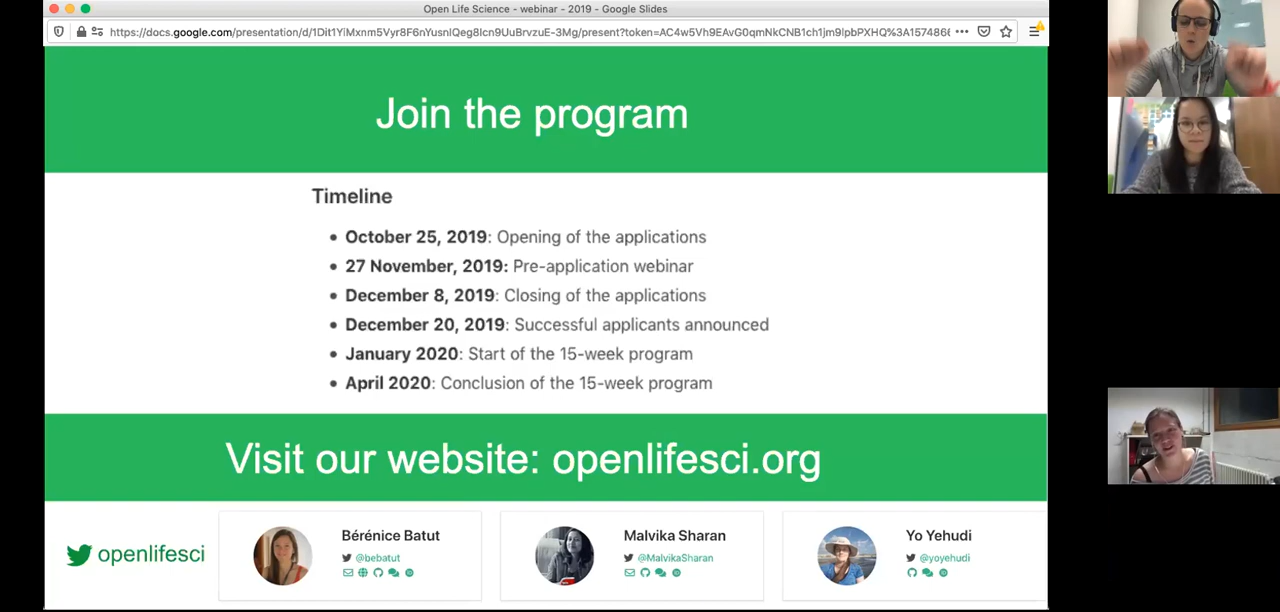 Open Life Science - webinar - 2019 - Google Slides
Join the program
Timeline
• October 25, 2019: Opening of the applications
• 27 November, 2019: Pre-application webinar
• December 8, 2019: Closing of the applications
• December 20, 2019: Successful applicants announced
• January 2020: Start of the 15-week program
• April 2020: Conclusion of the 15-week program
Visit our website: openlifesci.org
openlifesci
Bérénice Batut
@bebatut
Malvika Sharan
@MalvikaSharan
Yo Yehudi
@yoyehudi